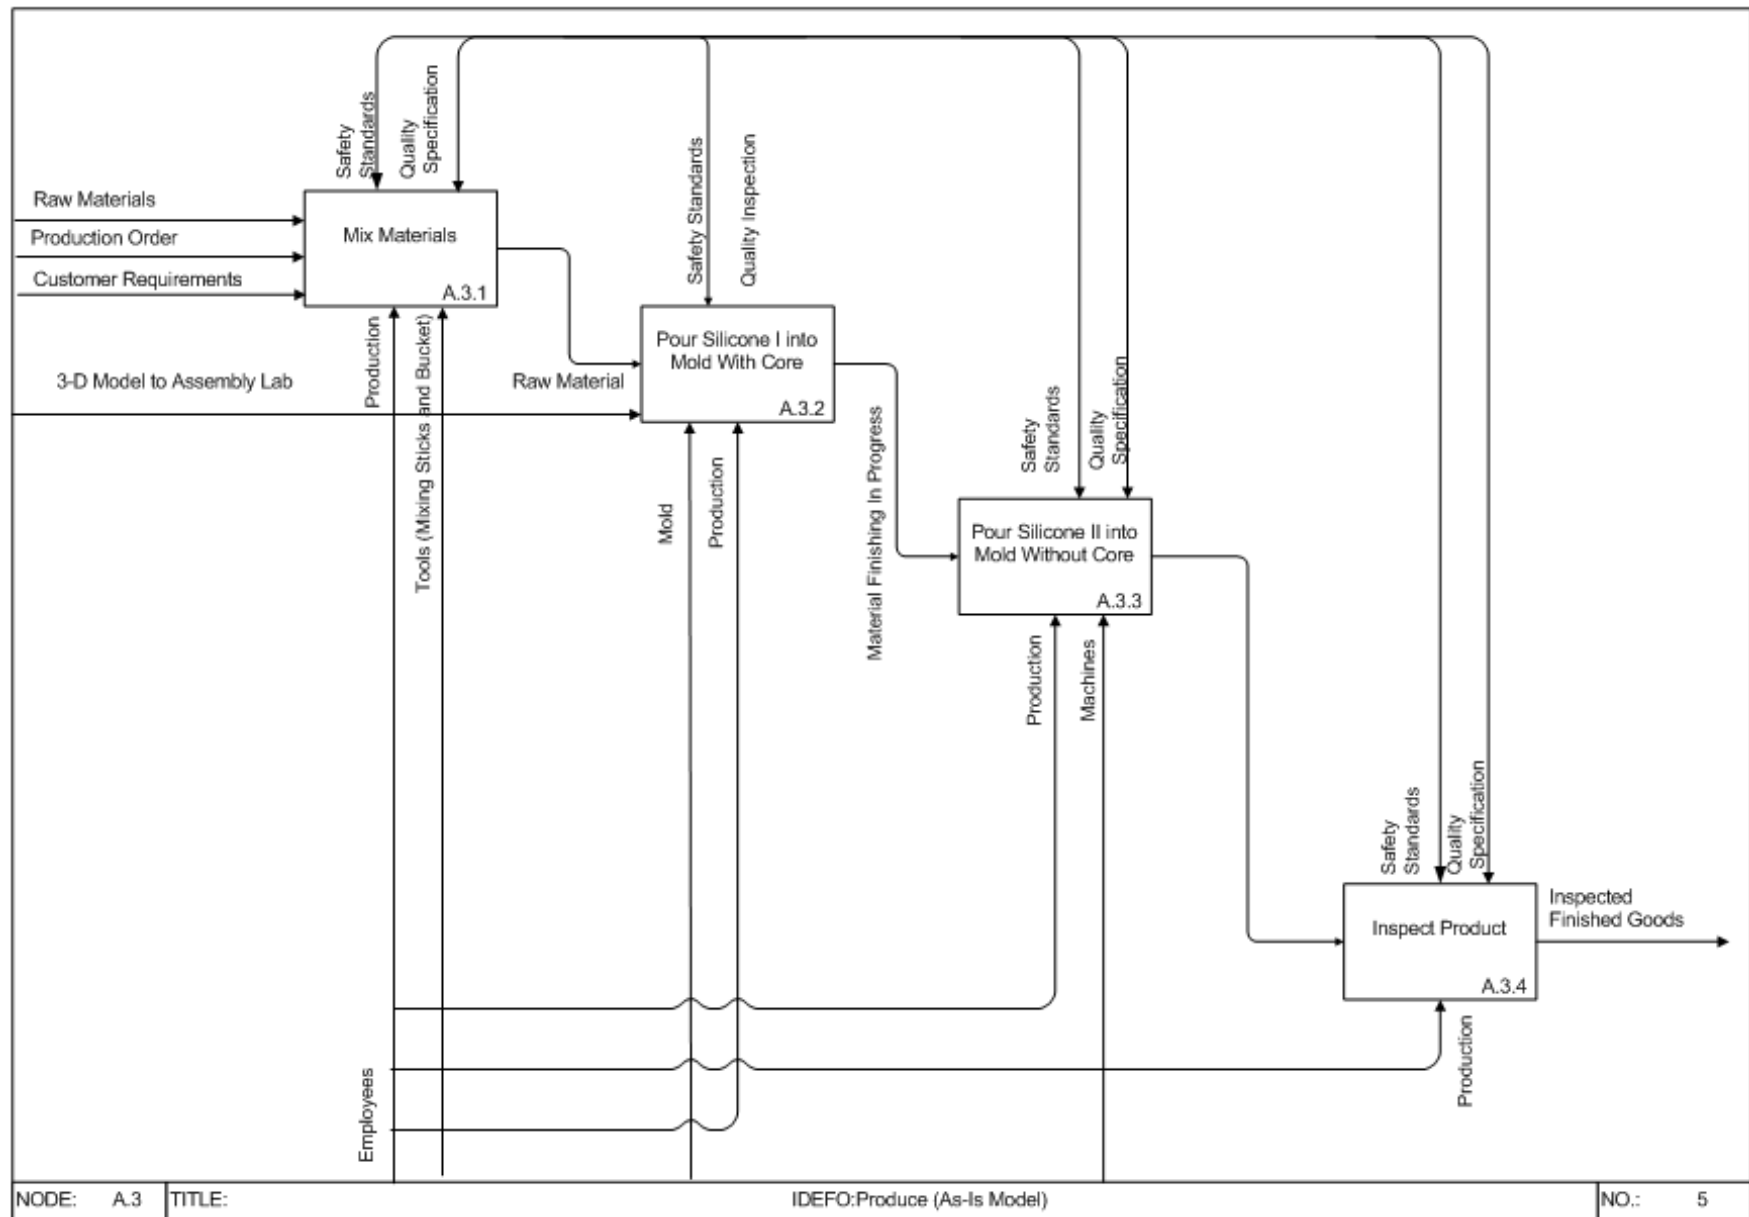 Safety
Standards
Quality
Specification
Raw Materials
Production Order
Customer Requirements
Mix Materials
A.3.1
Safety Standards
Quality Inspection
3-D Model to Assembly Lab
Production
Tools (Mixing Sticks and Bucket)
Raw Material
Pour Silicone I into
Mold With Core
A.3.2
Mold
Production
Material Finishing In Progress
Safety
Standards
Quality
Specification
Pour Silicone II into
Mold Without Core
A.3.3
Production
Machines
Safety
Standards
Quality
Specification
Inspect Product
A.3.4
Inspected
Finished Goods
Production
Employees
NODE: A.3 TITLE: IDEFO:Produce (As-Is Model) NO.: 5